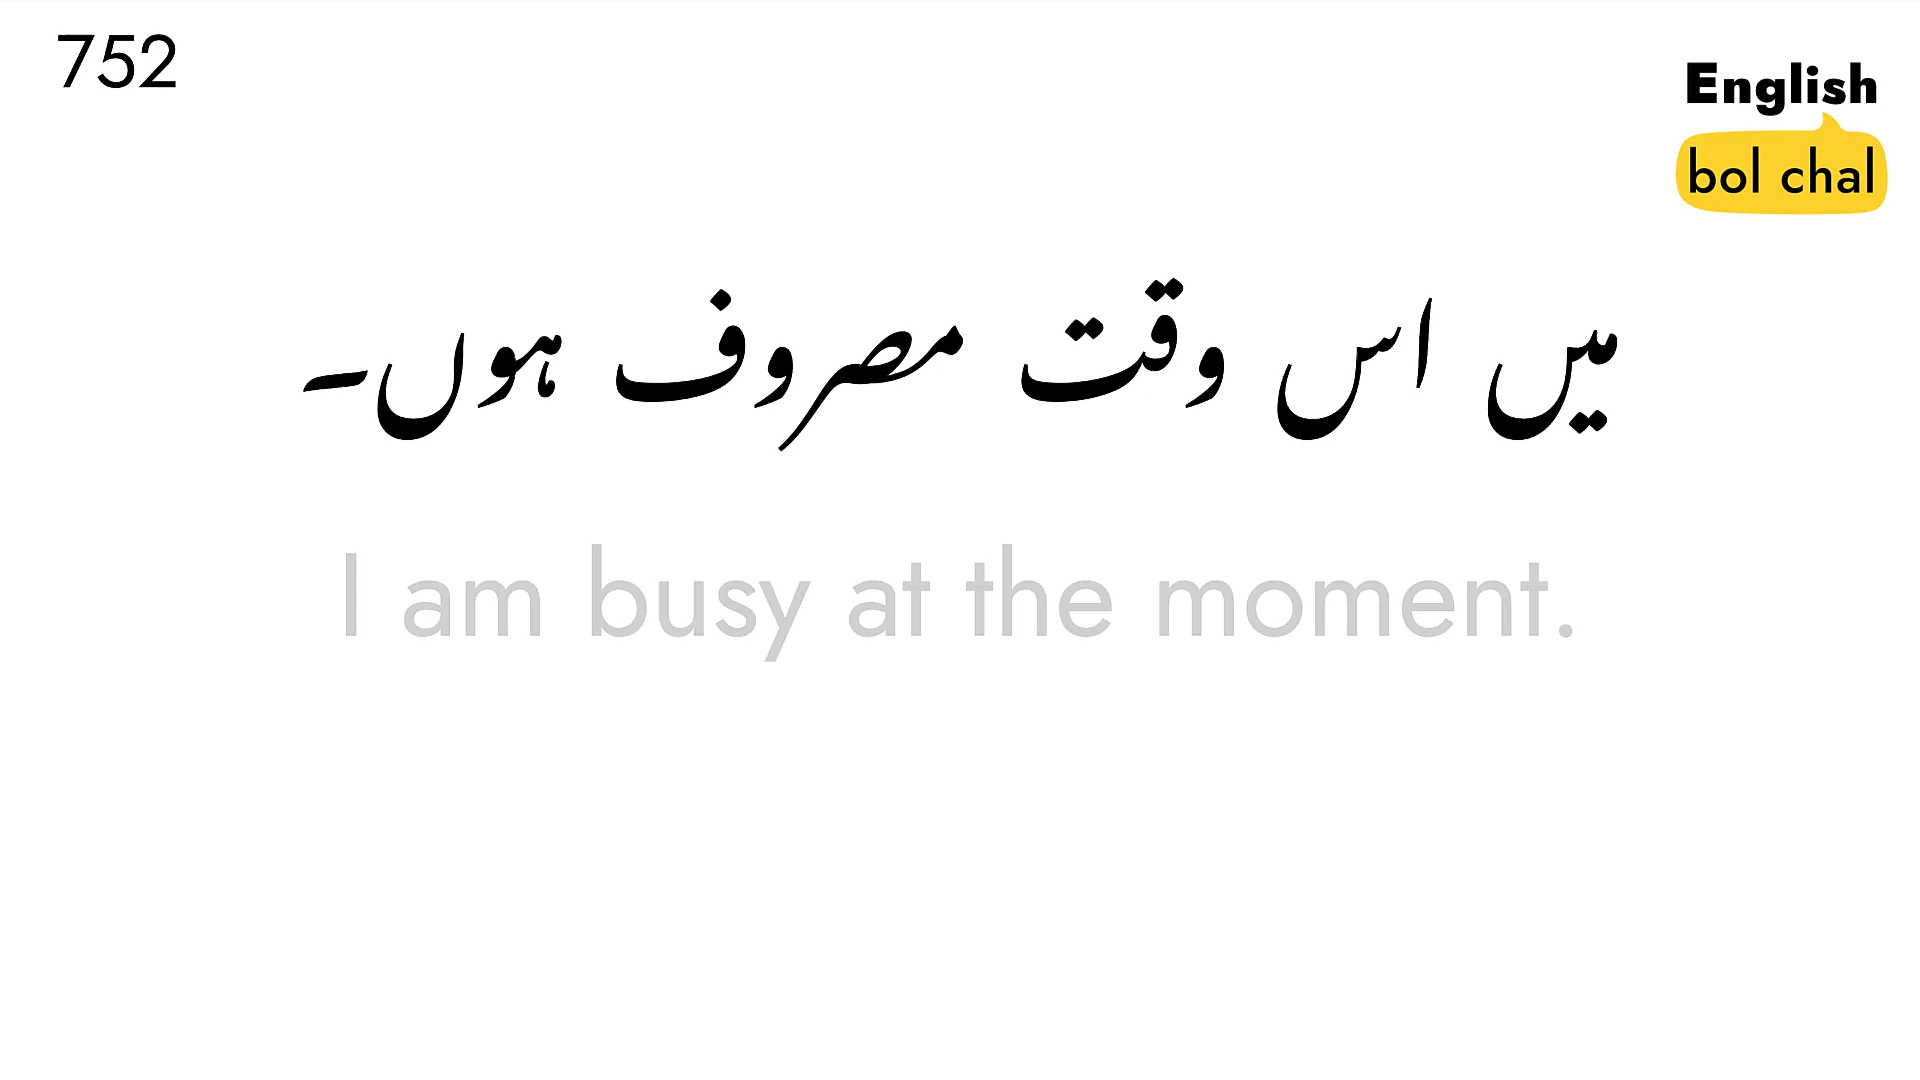 752
English
bol chal
میں اس وقت مصروف ہوں۔
I am busy at the moment.